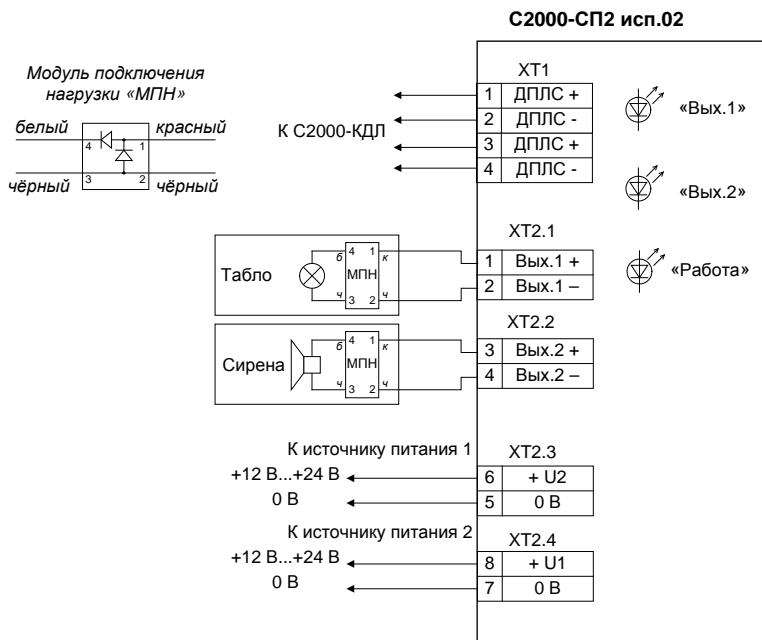 С2000-СП2 исп.02
Модуль подключения
нагрузки «МПН»
белый
красный
4
1
3
2
чёрный
чёрный
К С2000-КДЛ
XT1
1 ДПЛС +
2 ДПЛС -
3 ДПЛС +
4 ДПЛС -
«Вых.1»
«Вых.2»
«Работа»
Табло
б 4 1 к
МПН
ч 3 2 ч
XT2.1
1 Вых.1 +
2 Вых.1 –
Сирена
б 4 1 к
МПН
ч 3 2 ч
XT2.2
3 Вых.2 +
4 Вых.2 –
К источнику питания 1
+12 В...+24 В
0 В
XT2.3
6 + U2
5 0 В
К источнику питания 2
+12 В...+24 В
0 В
XT2.4
8 + U1
7 0 В